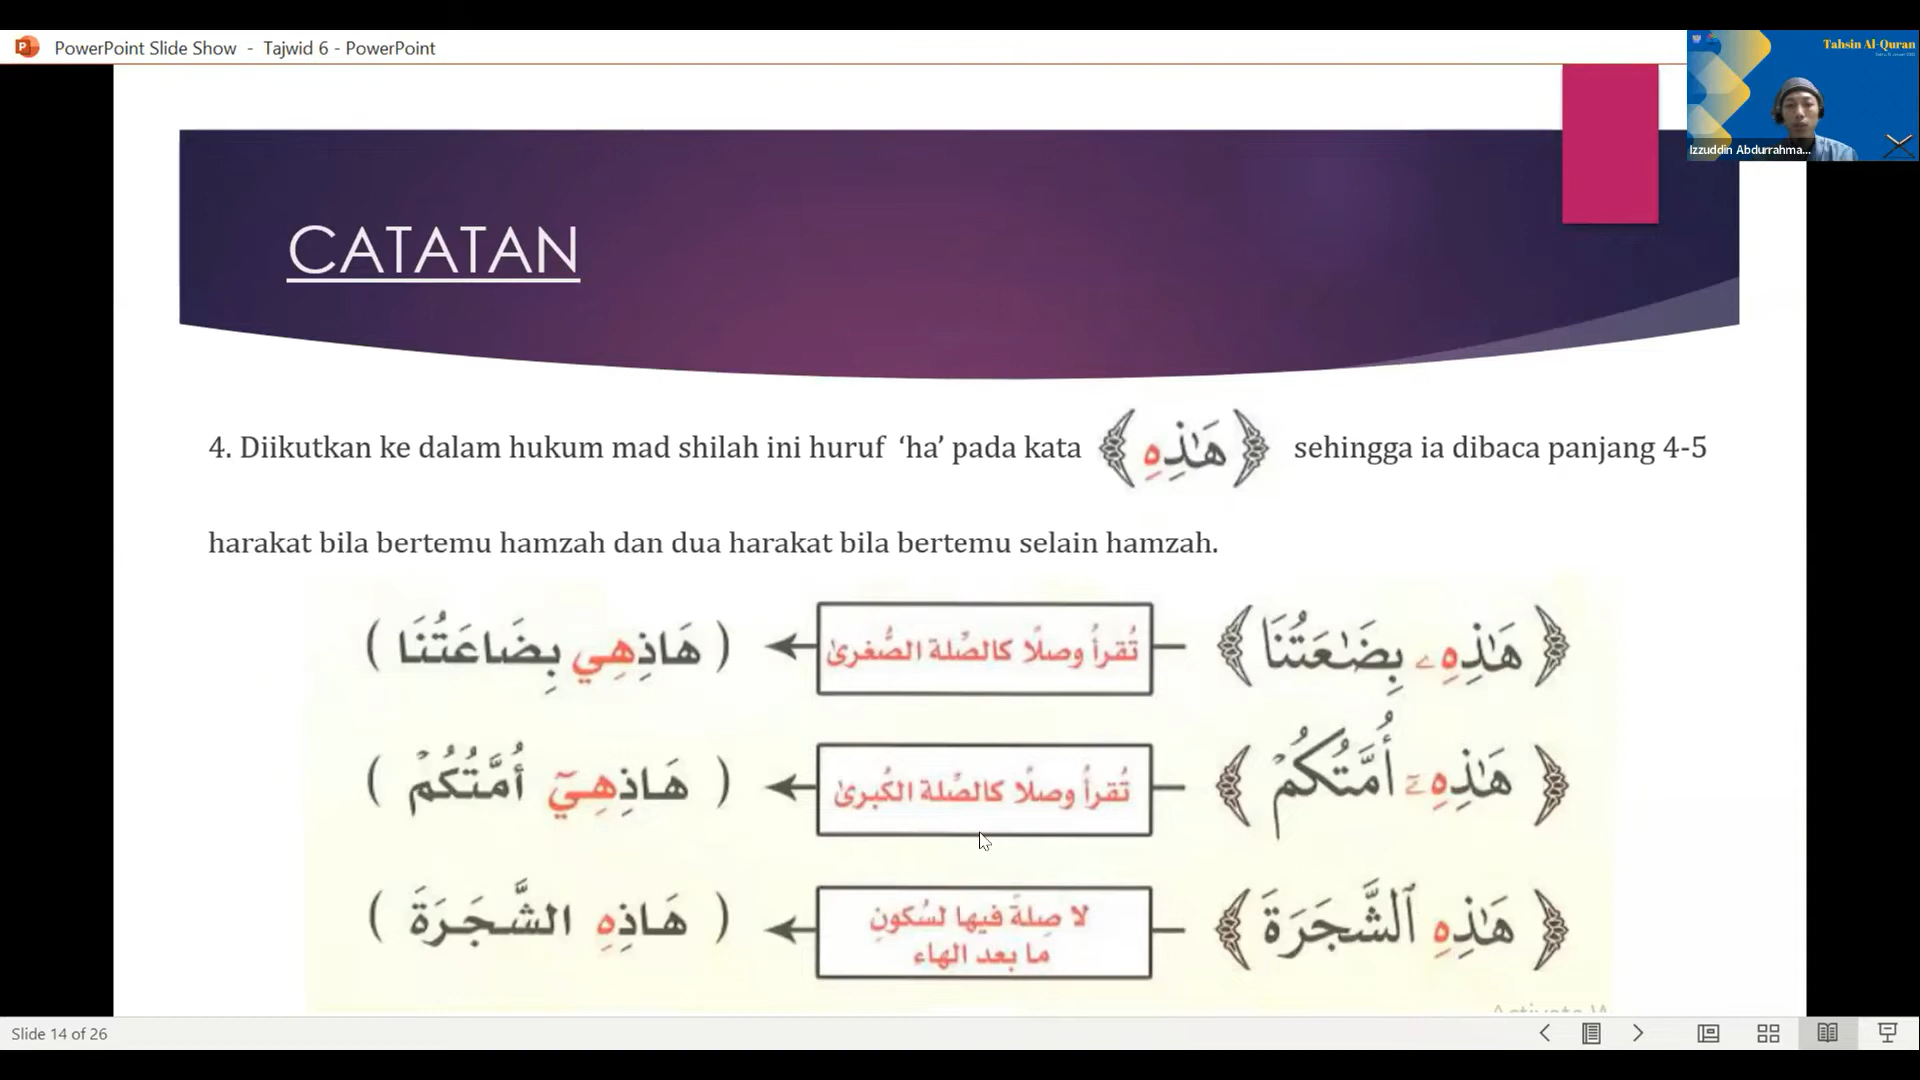 PowerPoint Slide Show - Tajwid 6 - PowerPoint
Tahsin Al-Quran
Izzuddin Abdurrahma...
CATATAN
4. Diikutkan ke dalam hukum mad shilah ini huruf ‘ha’ pada kata ﴿هَٰذِهِ﴾ sehingga ia dibaca panjang 4-5
harakat bila bertemu hamzah dan dua harakat bila bertemu selain hamzah.
﴿هَٰذِهِۦ بِضَٰعَتُنَا﴾ تُقرأُ وصلًا كالصِّلة الصُّغرىٰ ( هَاذِهِي بِضَاعَتُنَا )
﴿هَٰذِهِۦٓ أُمَّتُكُمْ﴾ تُقرأُ وصلًا كالصِّلة الكُبرىٰ ( هَاذِهِيٓ أُمَّتُكُمْ )
﴿هَٰذِهِ ٱلشَّجَرَةَ﴾ لا صِلةَ فيها لسُكونِ ما بعد الهاء ( هَاذِهِ الشَّجَرَةَ )
Slide 14 of 26